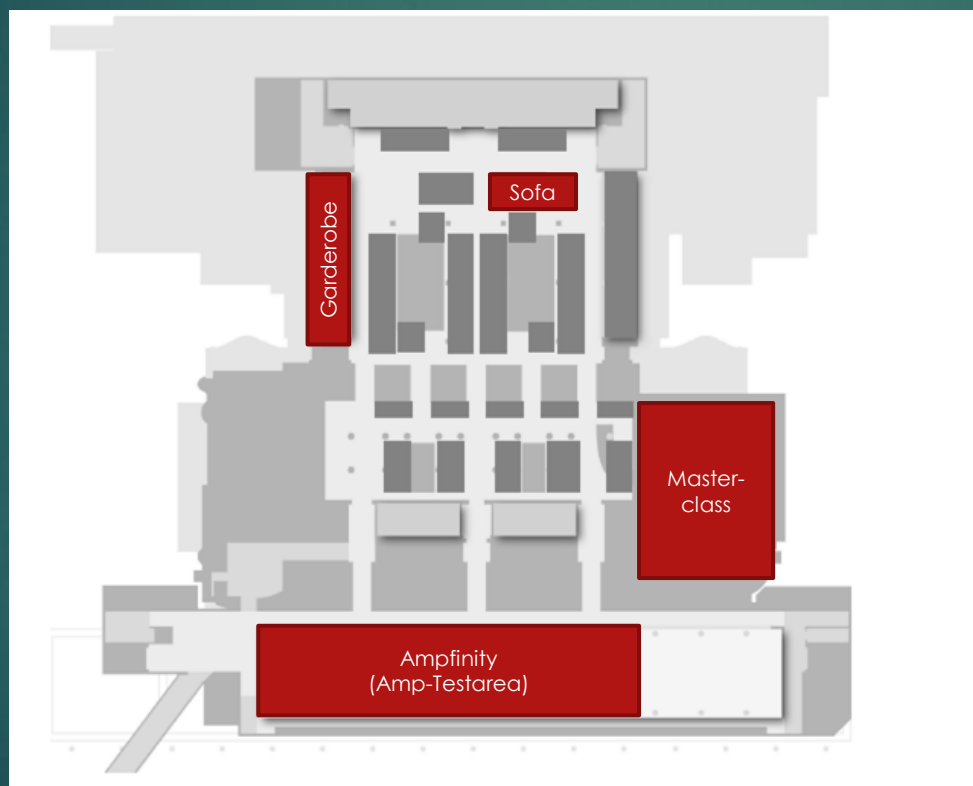 Sofa
Garderobe
Master-
class
Ampfinity
(Amp-Testarea)